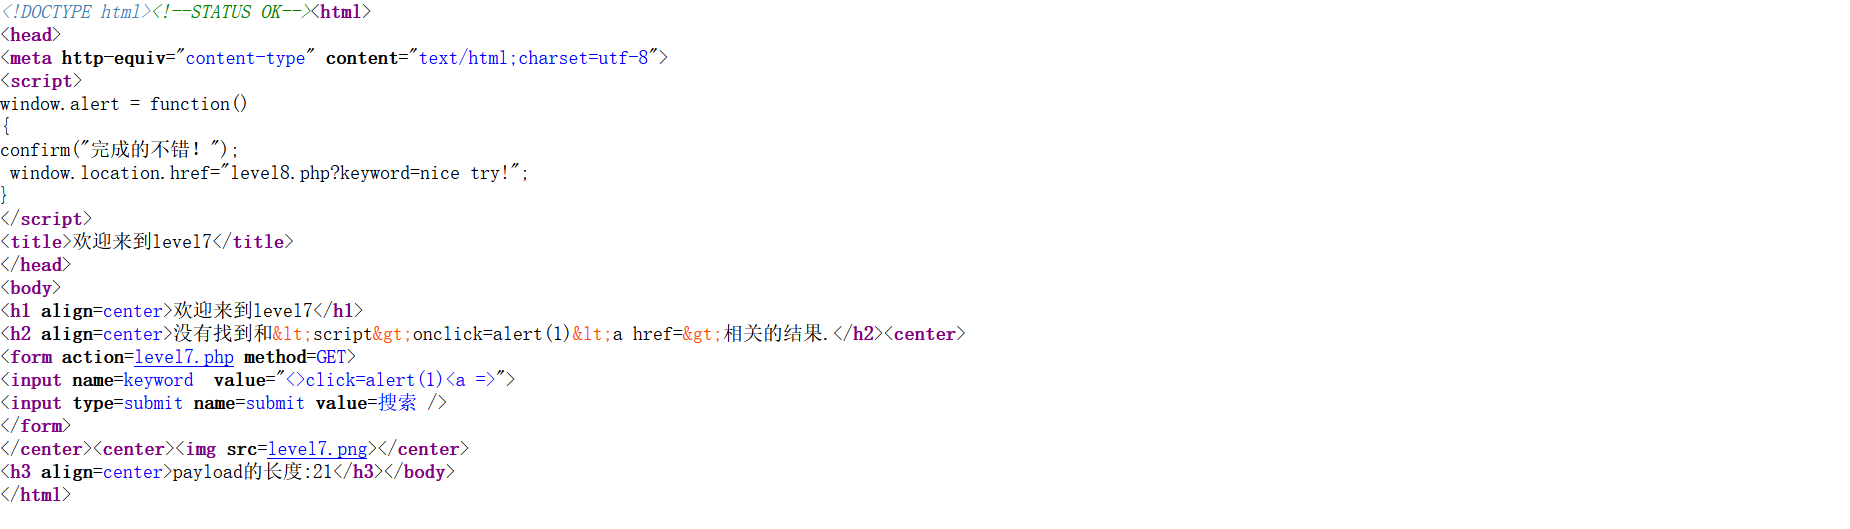 <!DOCTYPE html><!--STATUS OK--><html>
<head>
<meta http-equiv="content-type" content="text/html;charset=utf-8">
<script>
window.alert = function()
{
confirm("完成的不错！");
 window.location.href="level8.php?keyword=nice try!";
}
</script>
<title>欢迎来到level7</title>
</head>
<body>
<h1 align=center>欢迎来到level7</h1>
<h2 align=center>没有找到和&lt;script&gt;onclick=alert(1)&lt;a href=&gt;相关的结果.</h2><center>
<form action=level7.php method=GET>
<input name=keyword  value="<>click=alert(1)<a =>">
<input type=submit name=submit value=搜索 />
</form>
</center><center><img src=level7.png></center>
<h3 align=center>payload的长度:21</h3></body>
</html>